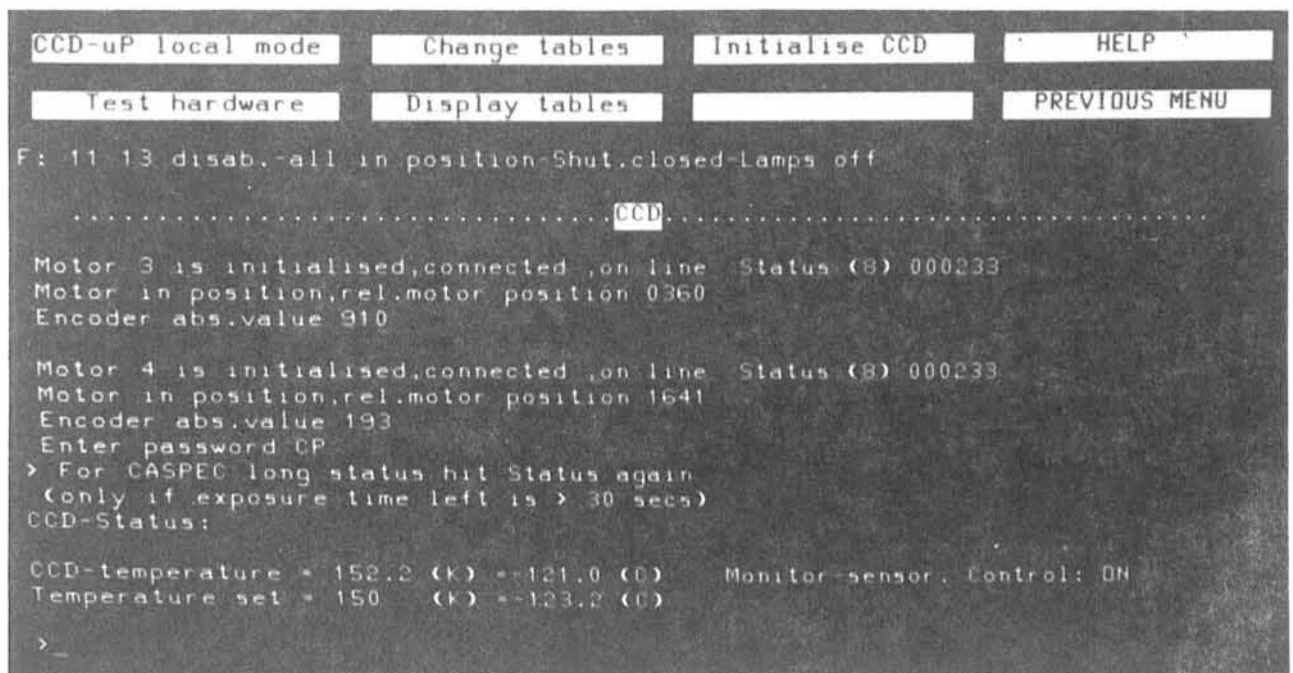 CCD-uP local mode Change tables Initialise CCD HELP
Test hardware Display tables PREVIOUS MENU
F: 11 13 disab.-all in position-Shut.closed-Lamps off
CCD
Motor 3 is initialised,connected ,on line Status (8) 000233
Motor in position,rel.motor position 0360
Encoder abs.value 910
Motor 4 is initialised,connected ,on line Status (8) 000233
Motor in position,rel.motor position 1641
Encoder abs.value 193
Enter password CP
> For CASPEC long status hit Status again
(only if exposure time left is > 30 secs)
CCD-Status:
CCD-temperature = 152.2 (K) =-121.0 (C) Monitor-sensor, Control: ON
Temperature set = 150 (K) =-123.2 (C)
>_